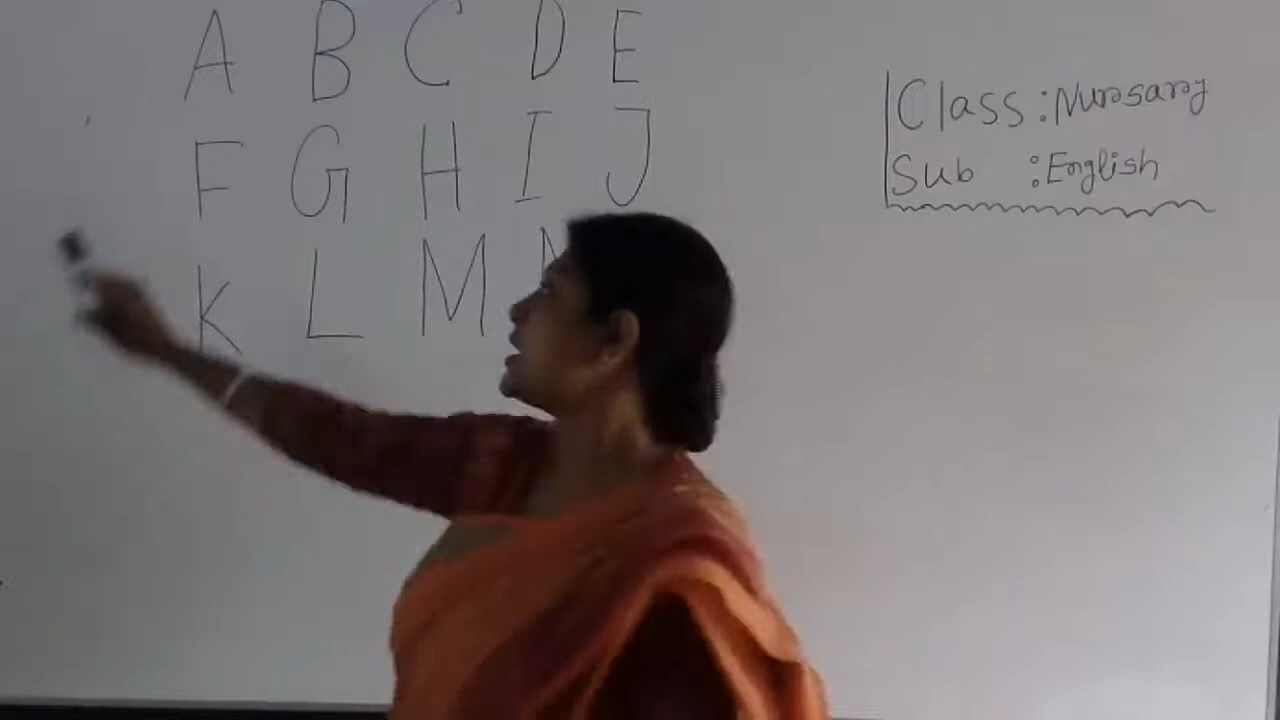 A B C D E
F G H I J
K L M N
Class : Nursary
Sub : English